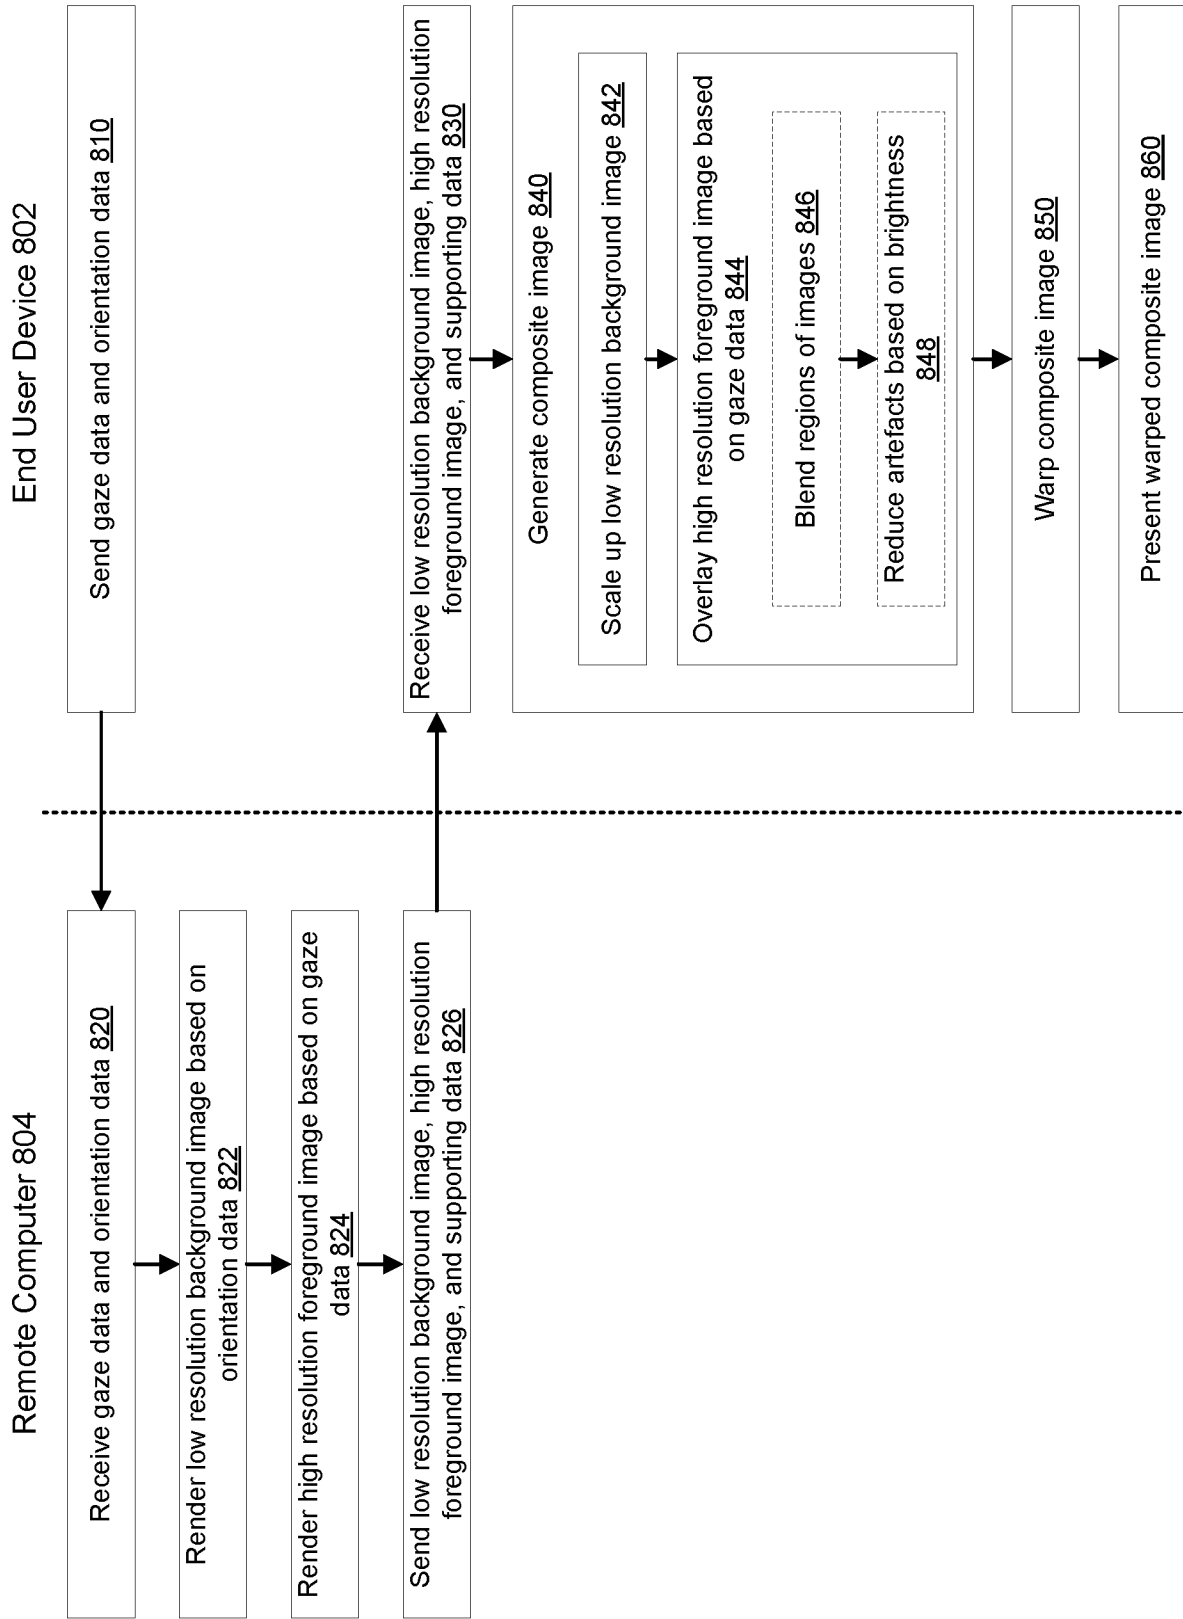 Remote Computer 804
End User Device 802
Receive gaze data and orientation data 820
Render low resolution background image based on
orientation data 822
Render high resolution foreground image based on gaze
data 824
Send low resolution background image, high resolution
foreground image, and supporting data 826
Send gaze data and orientation data 810
Receive low resolution background image, high resolution
foreground image, and supporting data 830
Generate composite image 840
Scale up low resolution background image 842
Overlay high resolution foreground image based
on gaze data 844
Blend regions of images 846
Reduce artefacts based on brightness
848
Warp composite image 850
Present warped composite image 860